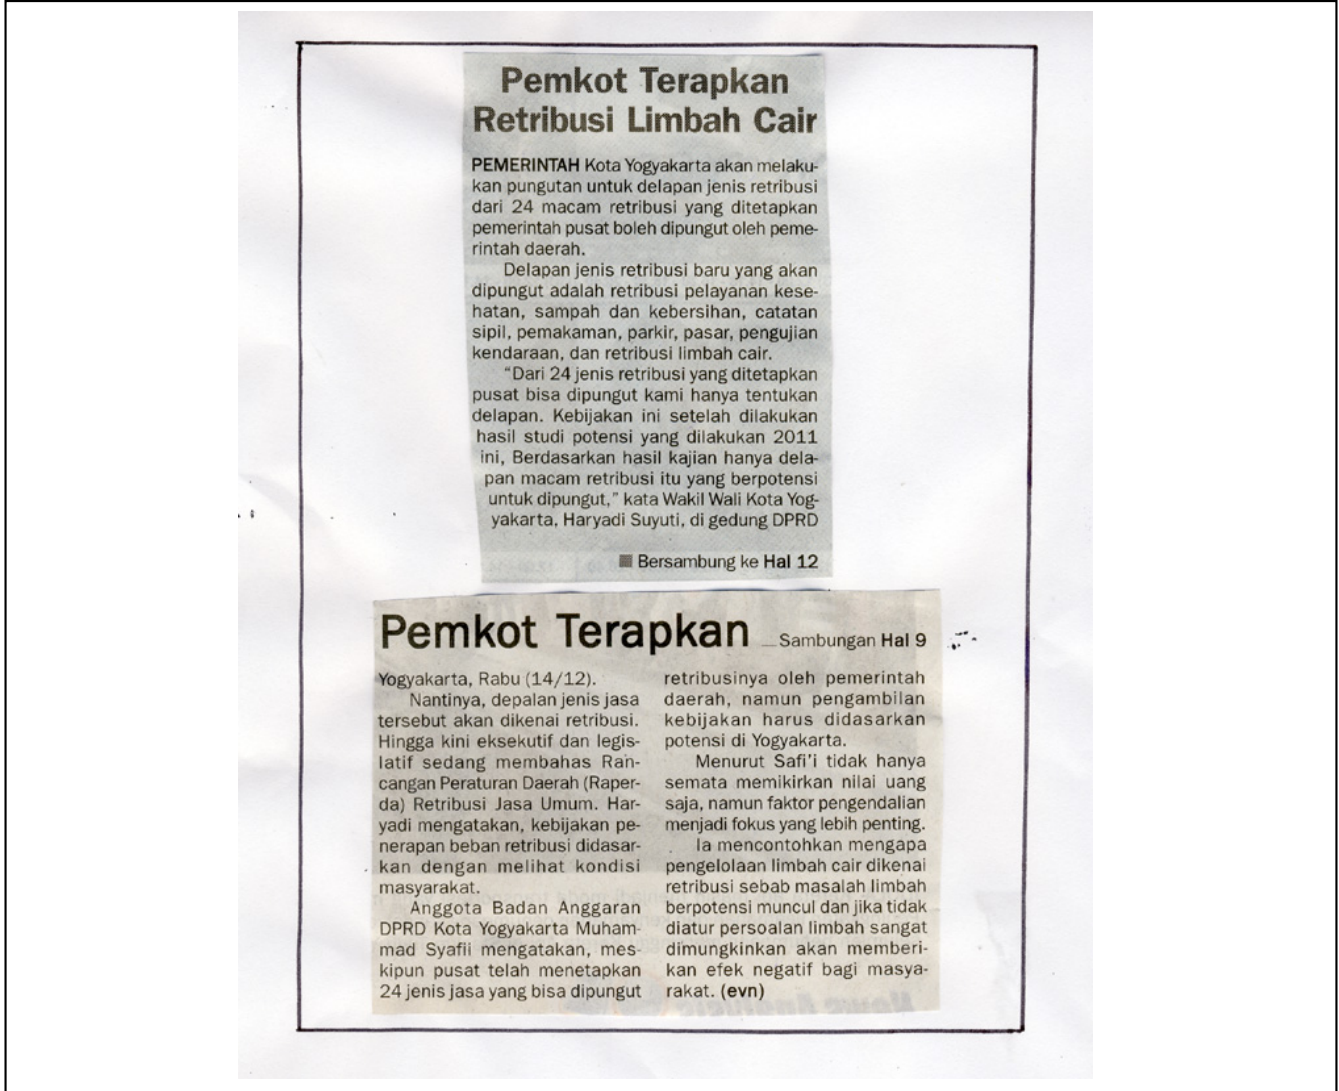 Pemkot Terapkan
Retribusi Limbah Cair
PEMERINTAH Kota Yogyakarta akan melaku-
kan pungutan untuk delapan jenis retribusi
dari 24 macam retribusi yang ditetapkan
pemerintah pusat boleh dipungut oleh peme-
rintah daerah.
Delapan jenis retribusi baru yang akan
dipungut adalah retribusi pelayanan kese-
hatan, sampah dan kebersihan, catatan
sipil, pemakaman, parkir, pasar, pengujian
kendaraan, dan retribusi limbah cair.
“Dari 24 jenis retribusi yang ditetapkan
pusat bisa dipungut kami hanya tentukan
delapan. Kebijakan ini setelah dilakukan
hasil studi potensi yang dilakukan 2011
ini, Berdasarkan hasil kajian hanya dela-
pan macam retribusi itu yang berpotensi
untuk dipungut,” kata Wakil Wali Kota Yog-
yakarta, Haryadi Suyuti, di gedung DPRD
■ Bersambung ke Hal 12
Pemkot Terapkan
Sambungan Hal 9
Yogyakarta, Rabu (14/12).
Nantinya, depalan jenis jasa
tersebut akan dikenai retribusi.
Hingga kini eksekutif dan legis-
latif sedang membahas Ran-
cangan Peraturan Daerah (Raper-
da) Retribusi Jasa Umum. Har-
yadi mengatakan, kebijakan pe-
nerapan beban retribusi didasar-
kan dengan melihat kondisi
masyarakat.
Anggota Badan Anggaran
DPRD Kota Yogyakarta Muham-
mad Syafii mengatakan, mes-
kipun pusat telah menetapkan
24 jenis jasa yang bisa dipungut
retribusinya oleh pemerintah
daerah, namun pengambilan
kebijakan harus didasarkan
potensi di Yogyakarta.
Menurut Safi'i tidak hanya
semata memikirkan nilai uang
saja, namun faktor pengendalian
menjadi fokus yang lebih penting.
Ia mencontohkan mengapa
pengelolaan limbah cair dikenai
retribusi sebab masalah limbah
berpotensi muncul dan jika tidak
diatur persoalan limbah sangat
dimungkinkan akan memberi-
kan efek negatif bagi masya-
rakat. (evn)